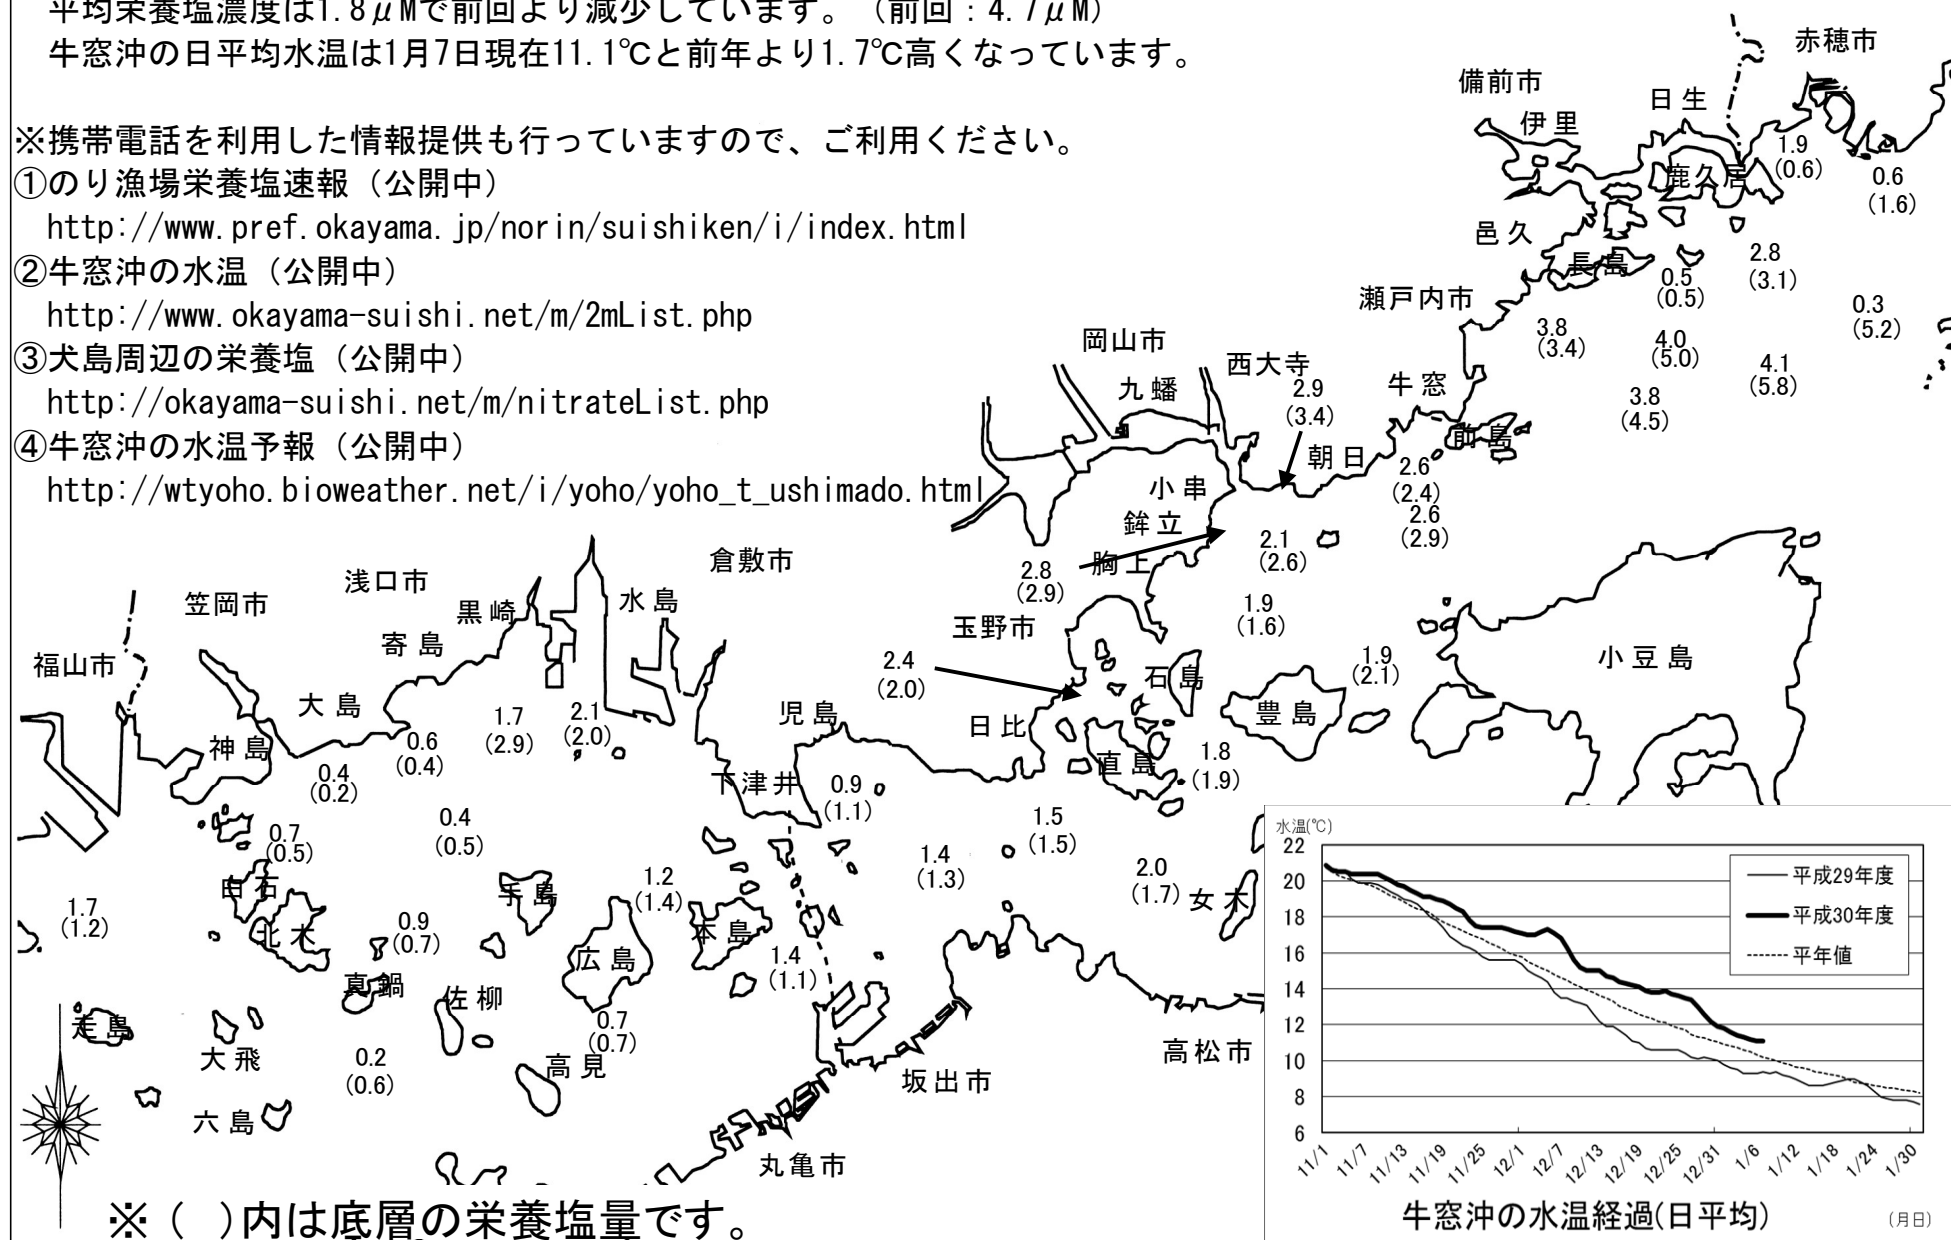 平均栄養塩濃度は1.8μMで前回より減少しています。（前回：4.7μM）
牛窓沖の日平均水温は1月7日現在11.1℃と前年より1.7℃高くなっています。
※携帯電話を利用した情報提供も行っていますので、ご利用ください。
①のり漁場栄養塩速報（公開中）
http://www.pref.okayama.jp/norin/suishiken/i/index.html
②牛窓沖の水温（公開中）
http://www.okayama-suishi.net/m/2mList.php
③犬島周辺の栄養塩（公開中）
http://okayama-suishi.net/m/nitrateList.php
④牛窓沖の水温予報（公開中）
http://wtyoho.bioweather.net/i/yoho/yoho_t_ushimado.html
赤穂市
備前市
日生
伊里
1.9
(0.6)
鹿久居
0.6
(1.6)
邑久
長島
2.8
(3.1)
0.5
(0.5)
瀬戸内市
0.3
(5.2)
3.8
(3.4)
4.0
(5.0)
4.1
(5.8)
3.8
(4.5)
岡山市
西大寺
九蟠
2.9
(3.4)
牛窓
前島
朝日
2.6
(2.4)
2.6
(2.9)
小串
鉾立
胸上
2.1
(2.6)
2.8
(2.9)
1.9
(1.6)
玉野市
倉敷市
浅口市
笠岡市
黒崎
水島
寄島
福山市
大島
神島
2.4
(2.0)
石島
1.9
(2.1)
小豆島
豊島
児島
日比
直島
1.8
(1.9)
1.7
(2.9)
2.1
(2.0)
0.6
(0.4)
0.4
(0.2)
下津井
0.9
(1.1)
0.7
(0.5)
0.4
(0.5)
1.5
(1.5)
1.4
(1.3)
2.0
(1.7)
女木
白石
手島
1.2
(1.4)
1.7
(1.2)
北木
0.9
(0.7)
広島
本島
1.4
(1.1)
真鍋
佐柳
走島
大飛
0.7
(0.7)
0.2
(0.6)
高見
六島
高松市
坂出市
丸亀市
※（ ）内は底層の栄養塩量です。
水温(℃)
22
20
18
16
14
12
10
8
6
平成29年度
平成30年度
平年値
11/1
11/7
11/13
11/19
11/25
12/1
12/7
12/13
12/19
12/25
12/31
1/6
1/12
1/18
1/24
1/30
牛窓沖の水温経過(日平均)
(月日)